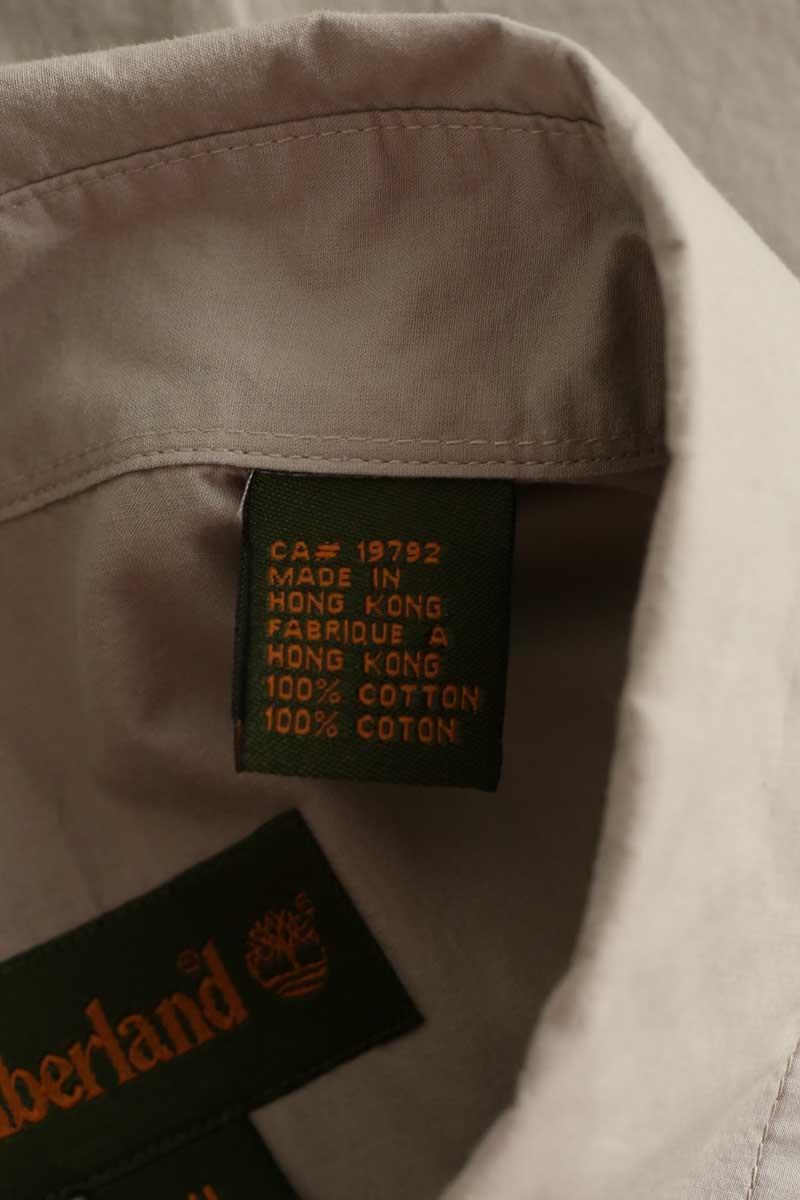 CA# 19792
MADE IN
HONG KONG
FABRIQUE A
HONG KONG
100% COTTON
100% COTON
berland®